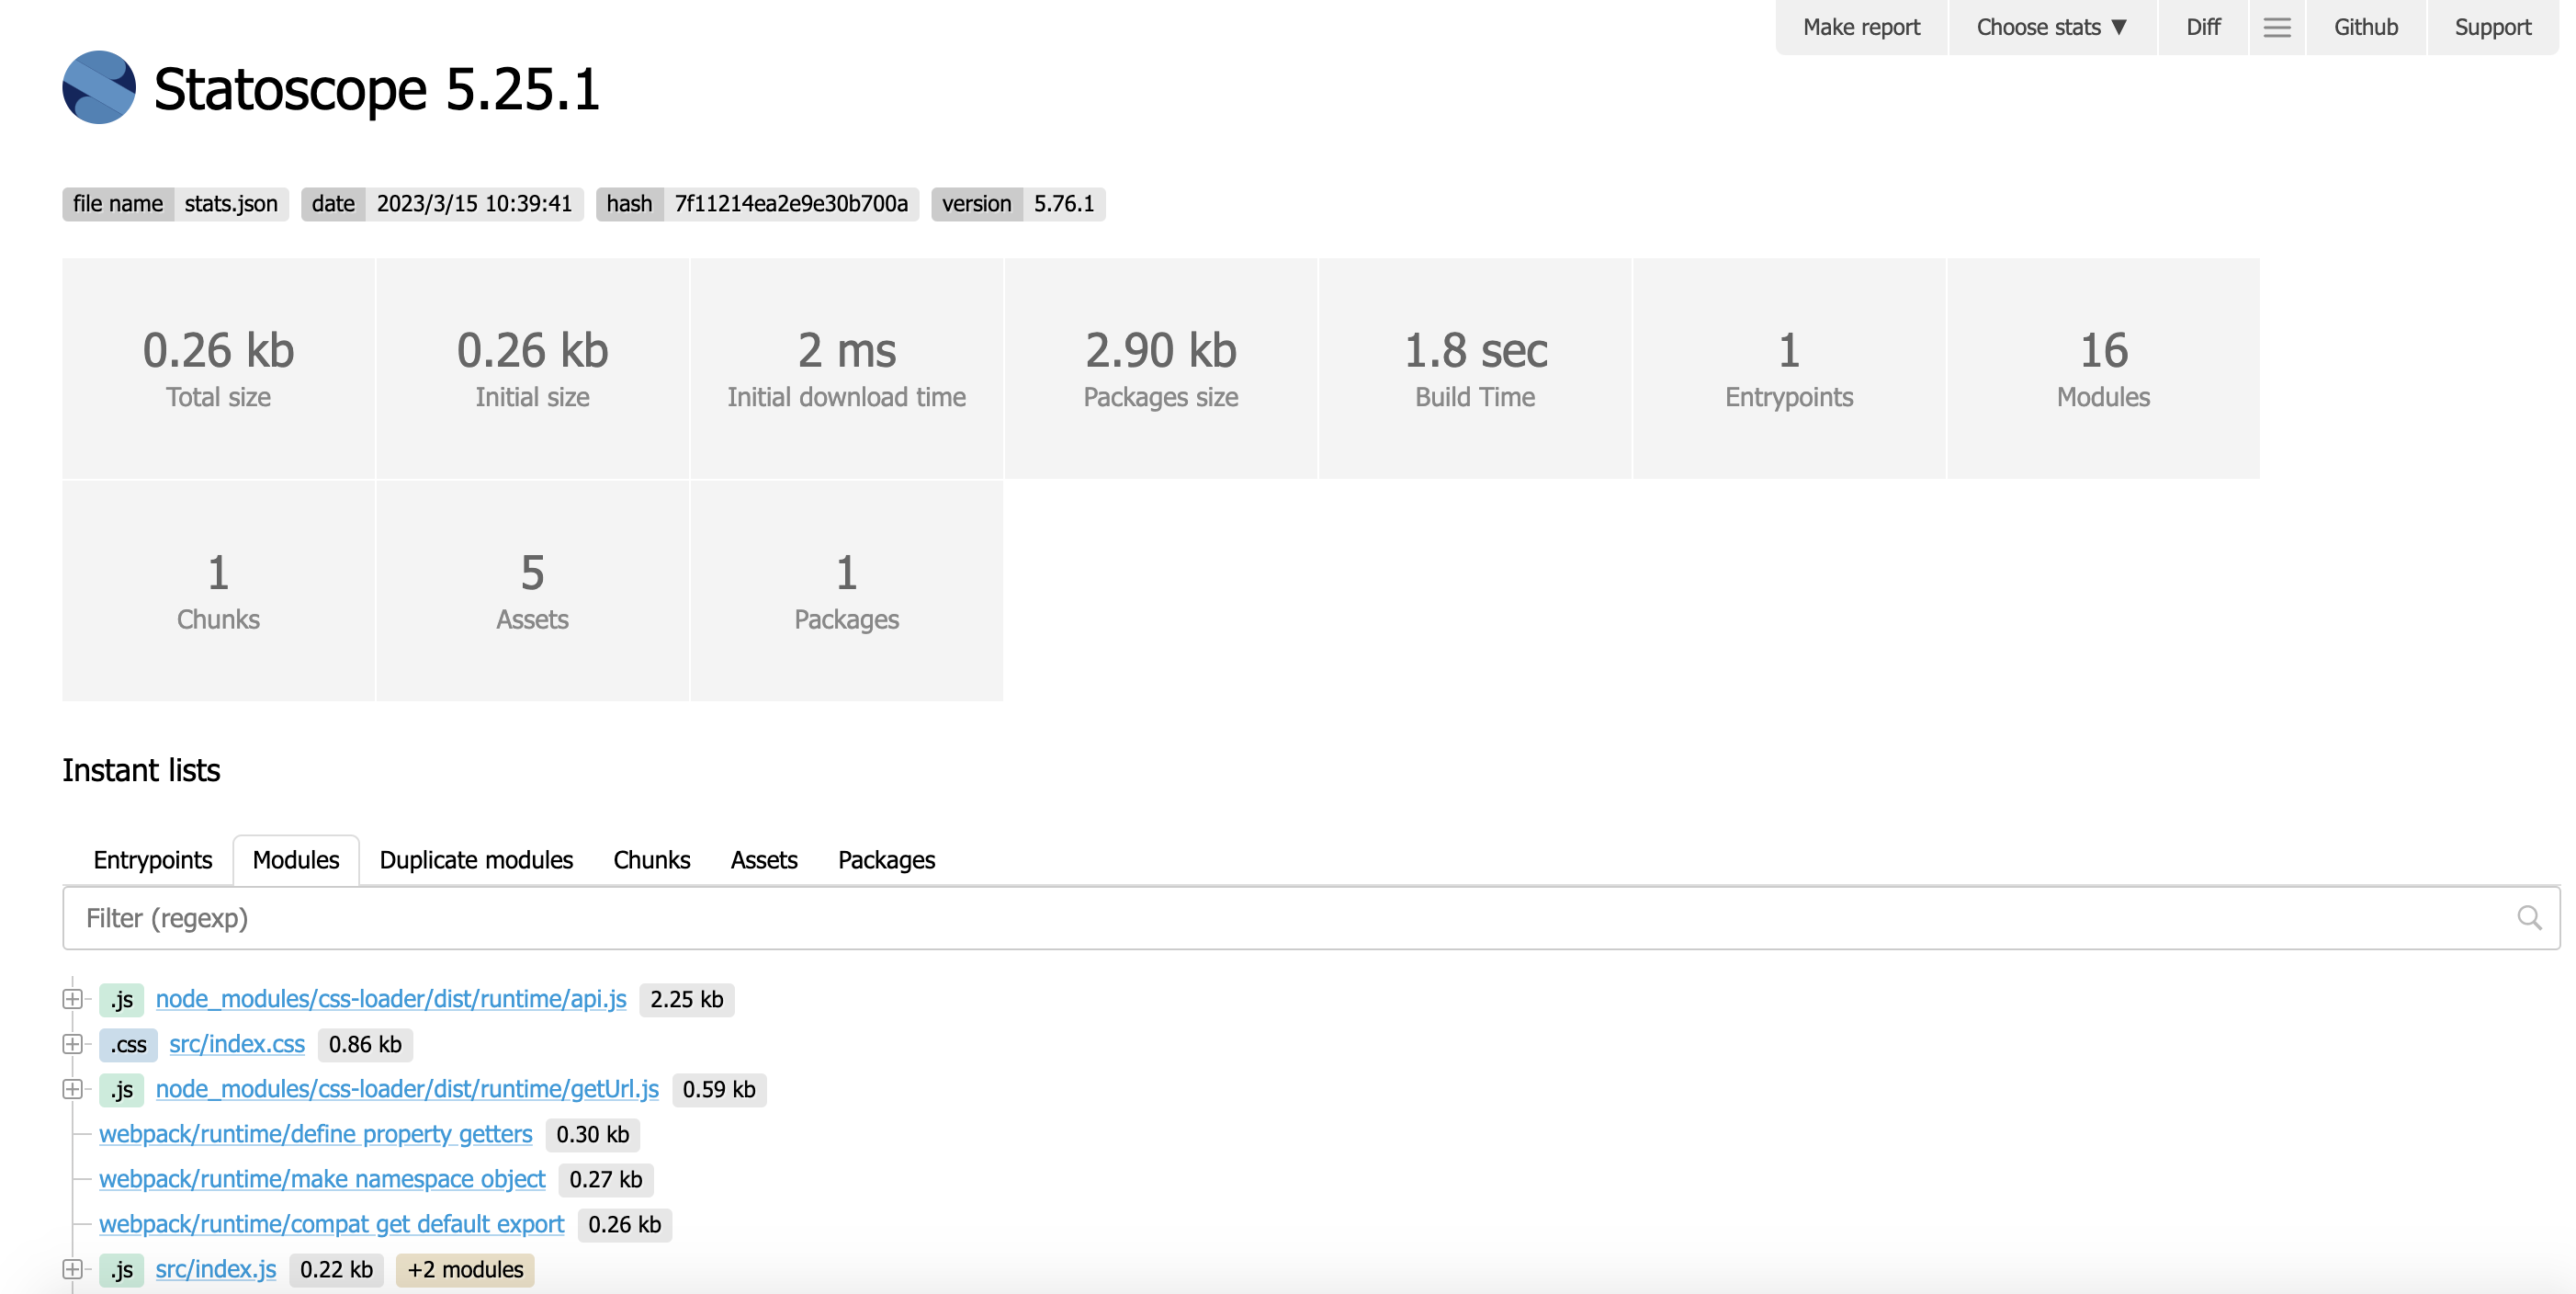 Make report Choose stats ▼ Diff Github Support
Statoscope 5.25.1
file name stats.json date 2023/3/15 10:39:41 hash 7f11214ea2e9e30b700a version 5.76.1
0.26 kb 0.26 kb 2 ms 2.90 kb 1.8 sec 1 16
Total size Initial size Initial download time Packages size Build Time Entrypoints Modules
1 5 1
Chunks Assets Packages
Instant lists
Entrypoints Modules Duplicate modules Chunks Assets Packages
Filter (regexp)
.js node_modules/css-loader/dist/runtime/api.js 2.25 kb
.css src/index.css 0.86 kb
.js node_modules/css-loader/dist/runtime/getUrl.js 0.59 kb
webpack/runtime/define property getters 0.30 kb
webpack/runtime/make namespace object 0.27 kb
webpack/runtime/compat get default export 0.26 kb
.js src/index.js 0.22 kb +2 modules